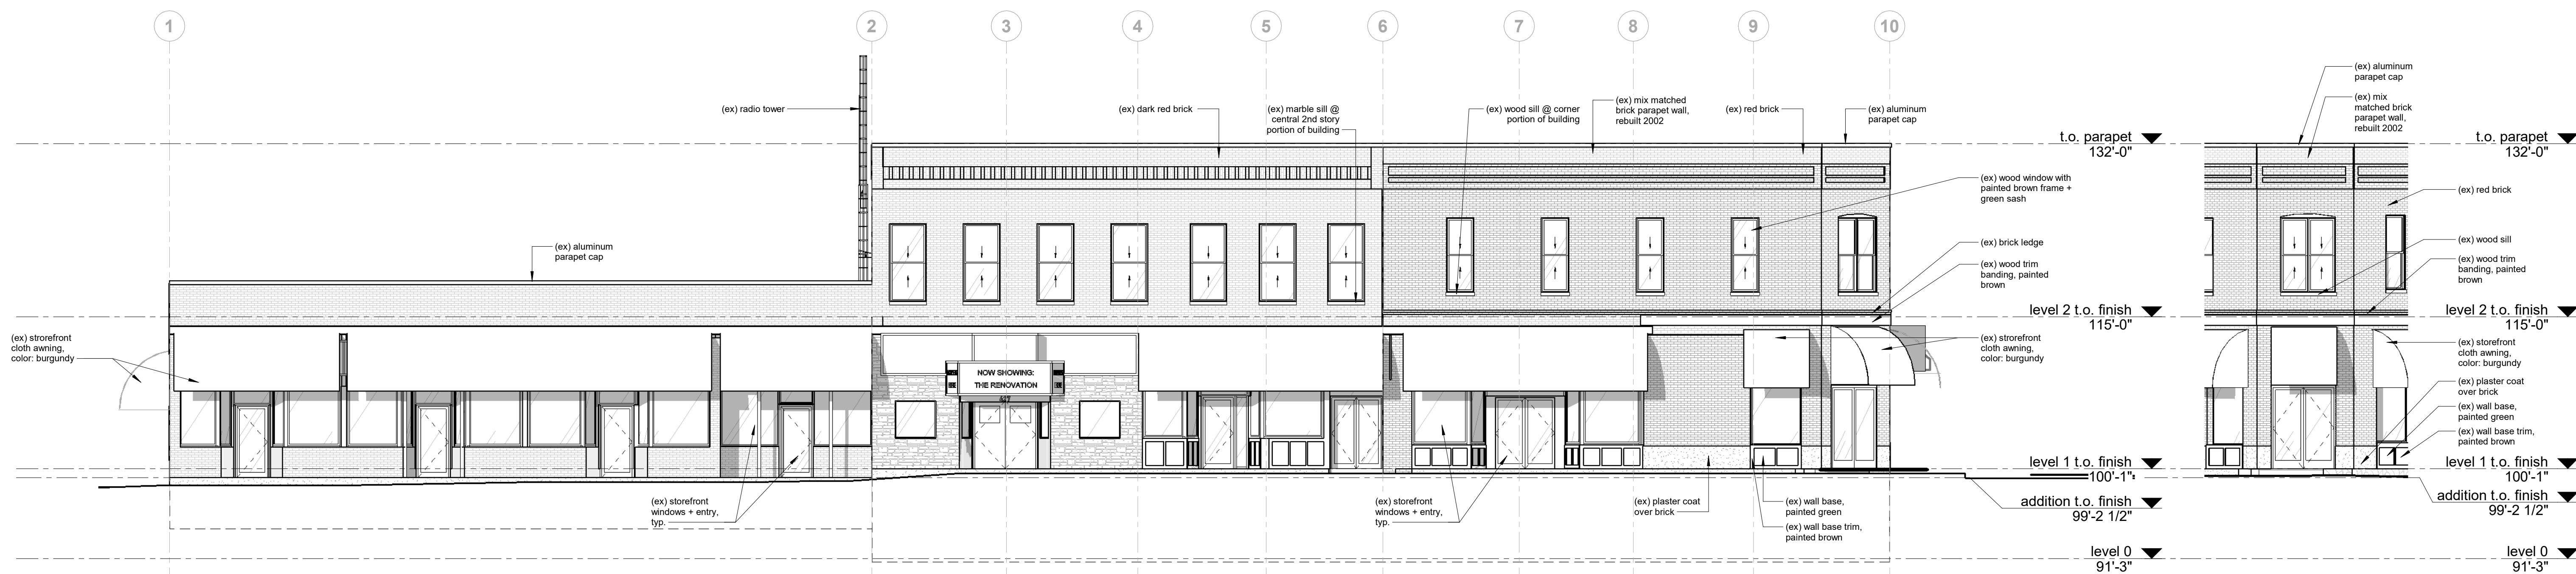 1
2
3
4
5
6
7
8
9
10
(ex) radio tower
(ex) dark red brick
(ex) marble sill @
central 2nd story
portion of building
(ex) wood sill @ corner
portion of building
(ex) mix matched
brick parapet wall,
rebuilt 2002
(ex) red brick
(ex) aluminum
parapet cap
(ex) aluminum
parapet cap
(ex) mix
matched brick
parapet wall,
rebuilt 2002
t.o. parapet
132'-0"
t.o. parapet
132'-0"
(ex) wood window with
painted brown frame +
green sash
(ex) red brick
(ex) aluminum
parapet cap
(ex) brick ledge
(ex) wood trim
banding, painted
brown
(ex) wood sill
(ex) wood trim
banding, painted
brown
level 2 t.o. finish
115'-0"
level 2 t.o. finish
115'-0"
(ex) strorefront
cloth awning,
color: burgundy
(ex) storefront
cloth awning,
color: burgundy
(ex) storefront
cloth awning,
color: burgundy
NOW SHOWING:
THE RENOVATION
427
(ex) plaster coat
over brick
(ex) wall base,
painted green
(ex) wall base trim,
painted brown
level 1 t.o. finish
100'-1"
level 1 t.o. finish
100'-1"
(ex) storefront
windows + entry,
typ.
(ex) storefront
windows + entry,
typ.
(ex) plaster coat
over brick
(ex) wall base,
painted green
(ex) wall base trim,
painted brown
addition t.o. finish
99'-2 1/2"
addition t.o. finish
99'-2 1/2"
level 0
91'-3"
level 0
91'-3"